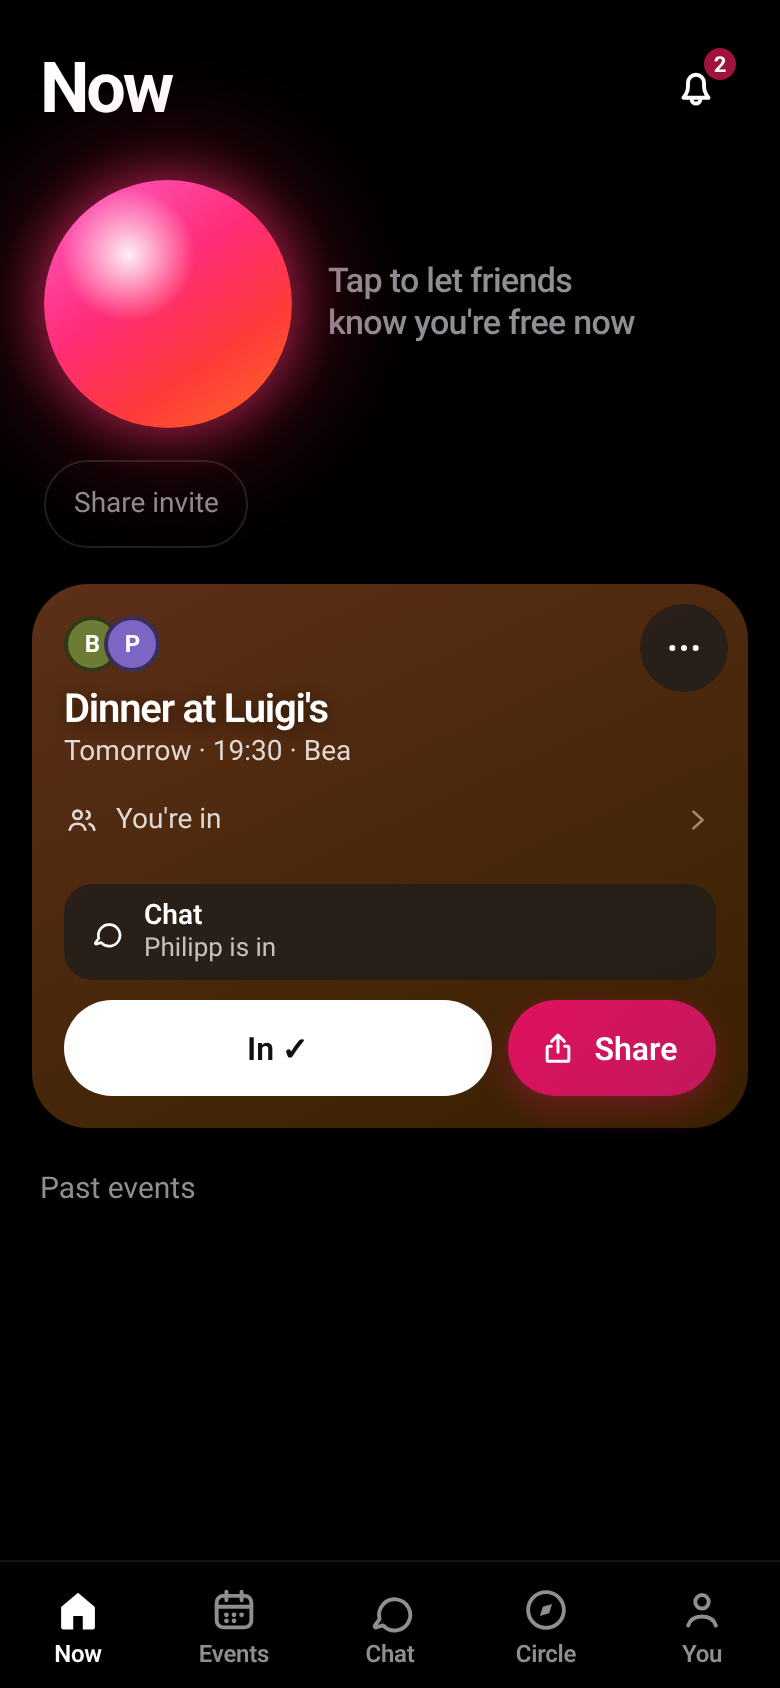 Now
2
Tap to let friends
know you're free now
Share invite
B P
Dinner at Luigi's
Tomorrow · 19:30 · Bea
You're in
Chat
Philipp is in
In ✓
Share
Past events
Now Events Chat Circle You